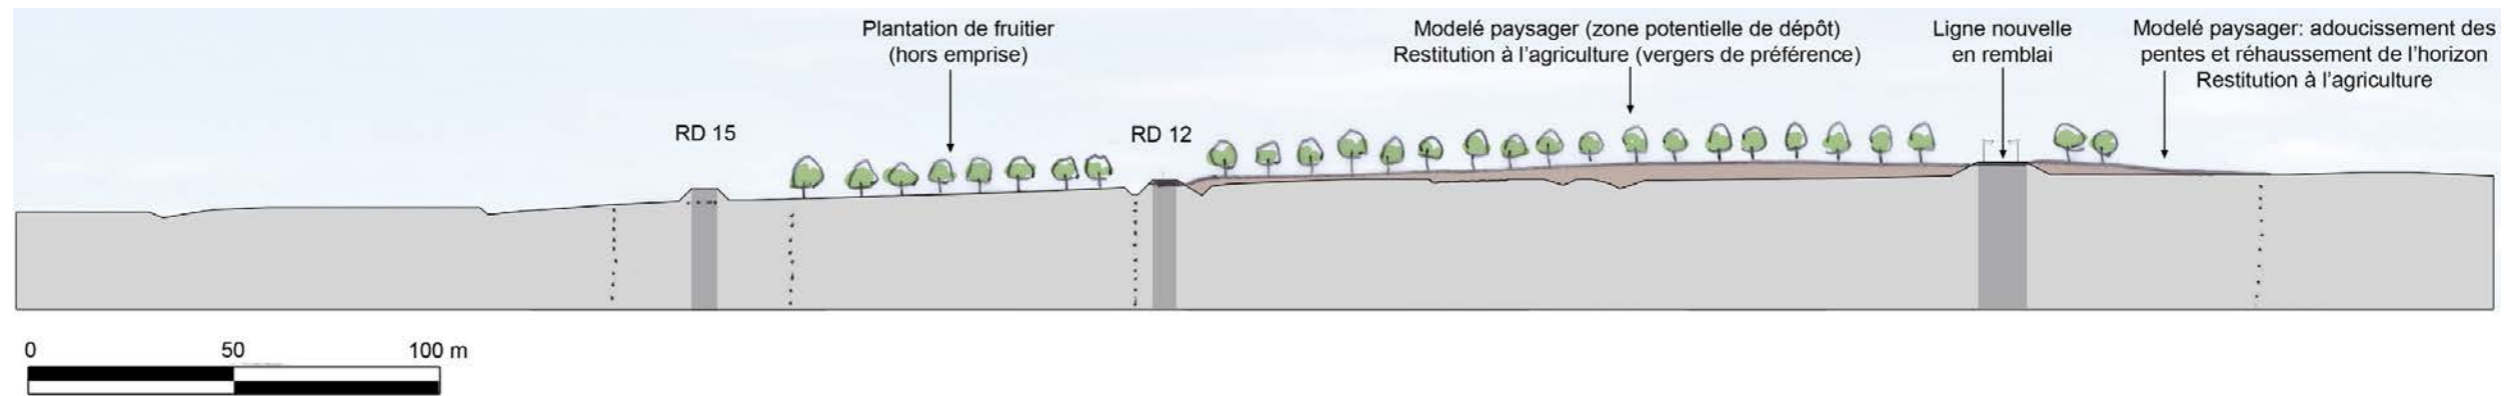 Plantation de fruitier
(hors emprise)
Modelé paysager (zone potentielle de dépôt)
Restitution à l'agriculture (vergers de préférence)
Ligne nouvelle
en remblai
Modelé paysager: adoucissement des
pentes et réhaussement de l'horizon
Restitution à l'agriculture
RD 15
RD 12
0 50 100 m